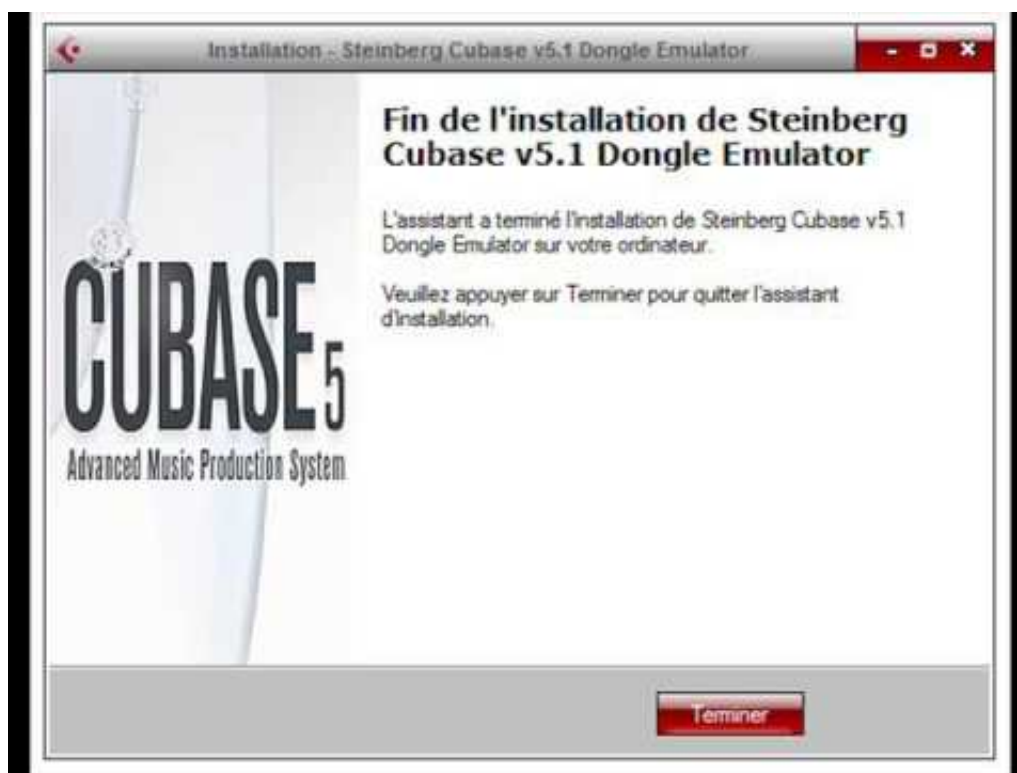 Installation - Steinberg Cubase v5.1 Dongle Emulator
Fin de l'installation de Steinberg
Cubase v5.1 Dongle Emulator
L'assistant a terminé l'installation de Steinberg Cubase v5.1
Dongle Emulator sur votre ordinateur.
Veuillez appuyer sur Terminer pour quitter l'assistant
d'installation.
CUBASE 5
Advanced Music Production System
Terminer